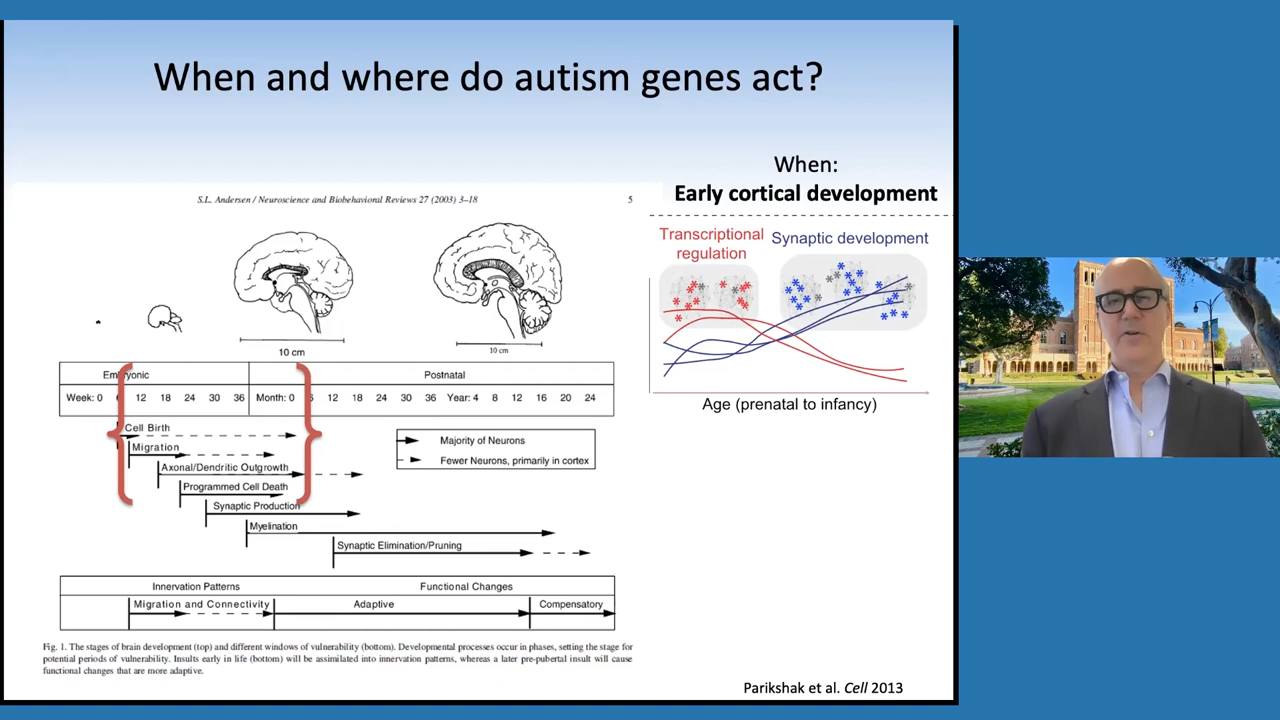 When and where do autism genes act?
When:
Early cortical development
S.L. Andersen / Neuroscience and Biobehavioral Reviews 27 (2003) 3–18
5
Transcriptional
regulation
Synaptic development
Age (prenatal to infancy)
10 cm
10 cm
Embryonic
Postnatal
Week: 0
12
18
24
30
36
Month: 0
12
18
24
30
36
Year: 4
8
12
16
20
24
Cell Birth
Migration
Axonal/Dendritic Outgrowth
Programmed Cell Death
Synaptic Production
Myelination
Synaptic Elimination/Pruning
Majority of Neurons
Fewer Neurons, primarily in cortex
Innervation Patterns
Functional Changes
Migration and Connectivity
Adaptive
Compensatory
Fig. 1. The stages of brain development (top) and different windows of vulnerability (bottom). Developmental processes occur in phases, setting the stage for
potential periods of vulnerability. Insults early in life (bottom) will be assimilated into innervation patterns, whereas a later pre-pubertal insult will cause
functional changes that are more adaptive.
Parikshak et al. Cell 2013